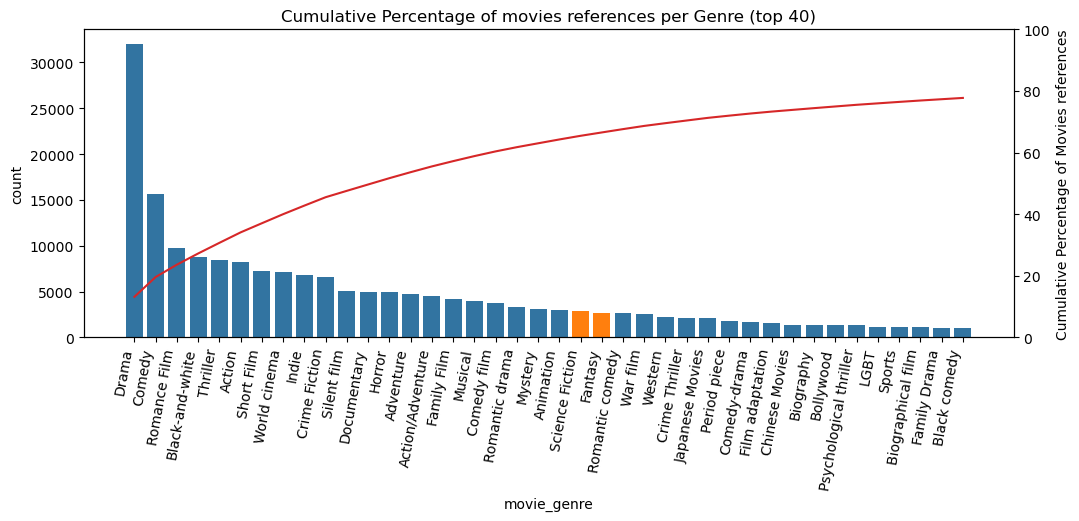 Cumulative Percentage of movies references per Genre (top 40)
count
30000
25000
20000
15000
10000
5000
0
100
80
60
40
20
0
Cumulative Percentage of Movies references
Drama
Comedy
Romance Film
Black-and-white
Thriller
Action
Short Film
World cinema
Indie
Crime Fiction
Silent film
Documentary
Horror
Adventure
Action/Adventure
Family Film
Musical
Comedy film
Romantic drama
Mystery
Animation
Science Fiction
Fantasy
Romantic comedy
War film
Western
Crime Thriller
Japanese Movies
Period piece
Comedy-drama
Film adaptation
Chinese Movies
Biography
Bollywood
Psychological thriller
LGBT
Sports
Biographical film
Family Drama
Black comedy
movie_genre